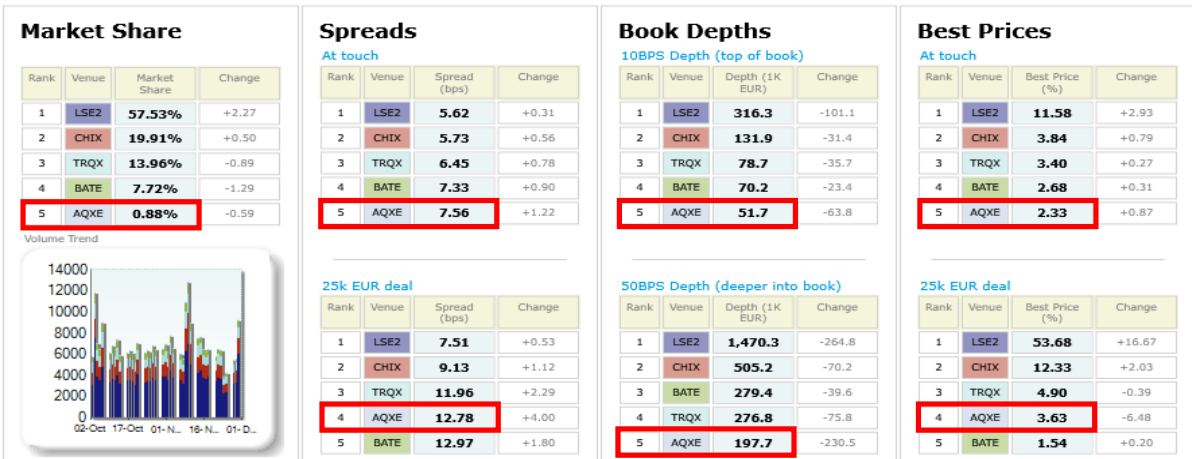 Market Share
Rank Venue Market Share Change
1 LSE2 57.53% +2.27
2 CHIX 19.91% +0.50
3 TRQX 13.96% -0.89
4 BATE 7.72% -1.29
5 AQXE 0.88% -0.59
Volume Trend
14000
12000
10000
8000
6000
4000
2000
0
02-Oct 17-Oct 01- N... 16- N... 01- D...
Spreads
At touch
Rank Venue Spread (bps) Change
1 LSE2 5.62 +0.31
2 CHIX 5.73 +0.56
3 TRQX 6.45 +0.78
4 BATE 7.33 +0.90
5 AQXE 7.56 +1.22
25k EUR deal
Rank Venue Spread (bps) Change
1 LSE2 7.51 +0.53
2 CHIX 9.13 +1.12
3 TRQX 11.96 +2.29
4 AQXE 12.78 +4.00
5 BATE 12.97 +1.80
Book Depths
10BPS Depth (top of book)
Rank Venue Depth (1K EUR) Change
1 LSE2 316.3 -101.1
2 CHIX 131.9 -31.4
3 TRQX 78.7 -35.7
4 BATE 70.2 -23.4
5 AQXE 51.7 -63.8
50BPS Depth (deeper into book)
Rank Venue Depth (1K EUR) Change
1 LSE2 1,470.3 -264.8
2 CHIX 505.2 -70.2
3 BATE 279.4 -39.6
4 TRQX 276.8 -75.8
5 AQXE 197.7 -230.5
Best Prices
At touch
Rank Venue Best Price (%) Change
1 LSE2 11.58 +2.93
2 CHIX 3.84 +0.79
3 TRQX 3.40 +0.27
4 BATE 2.68 +0.31
5 AQXE 2.33 +0.87
25k EUR deal
Rank Venue Best Price (%) Change
1 LSE2 53.68 +16.67
2 CHIX 12.33 +2.03
3 TRQX 4.90 -0.39
4 AQXE 3.63 -6.48
5 BATE 1.54 +0.20